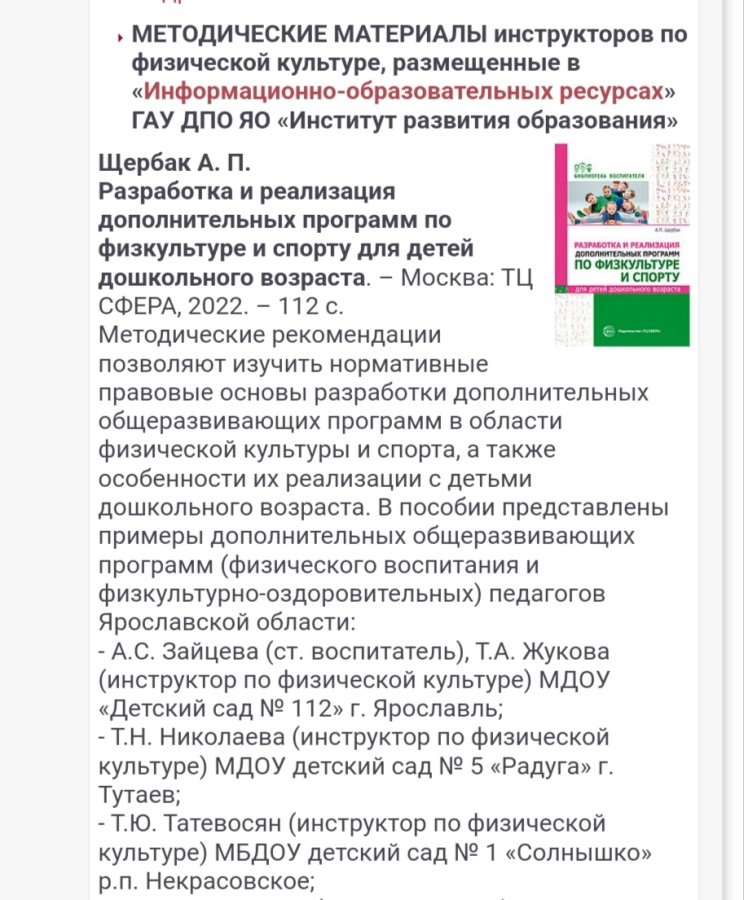 МЕТОДИЧЕСКИЕ МАТЕРИАЛЫ инструкторов по
физической культуре, размещенные в
«Информационно-образовательных ресурсах»
ГАУ ДПО ЯО «Институт развития образования»
Щербак А. П.
Разработка и реализация
дополнительных программ по
физкультуре и спорту для детей
дошкольного возраста. – Москва: ТЦ
СФЕРА, 2022. – 112 с.
БИБЛИОТЕКА ВОСПИТАТЕЛЯ
А.П. Щербак
РАЗРАБОТКА И РЕАЛИЗАЦИЯ
ДОПОЛНИТЕЛЬНЫХ ПРОГРАММ
ПО ФИЗКУЛЬТУРЕ
И СПОРТУ
для детей дошкольного возраста
Методические рекомендации
позволяют изучить нормативные
правовые основы разработки дополнительных
общеразвивающих программ в области
физической культуры и спорта, а также
особенности их реализации с детьми
дошкольного возраста. В пособии представлены
примеры дополнительных общеразвивающих
программ (физического воспитания и
физкультурно-оздоровительных) педагогов
Ярославской области:
- А.С. Зайцева (ст. воспитатель), Т.А. Жукова
(инструктор по физической культуре) МДОУ
«Детский сад № 112» г. Ярославль;
- Т.Н. Николаева (инструктор по физической
культуре) МДОУ детский сад № 5 «Радуга» г.
Тутаев;
- Т.Ю. Татевосян (инструктор по физической
культуре) МБДОУ детский сад № 1 «Солнышко»
р.п. Некрасовское;